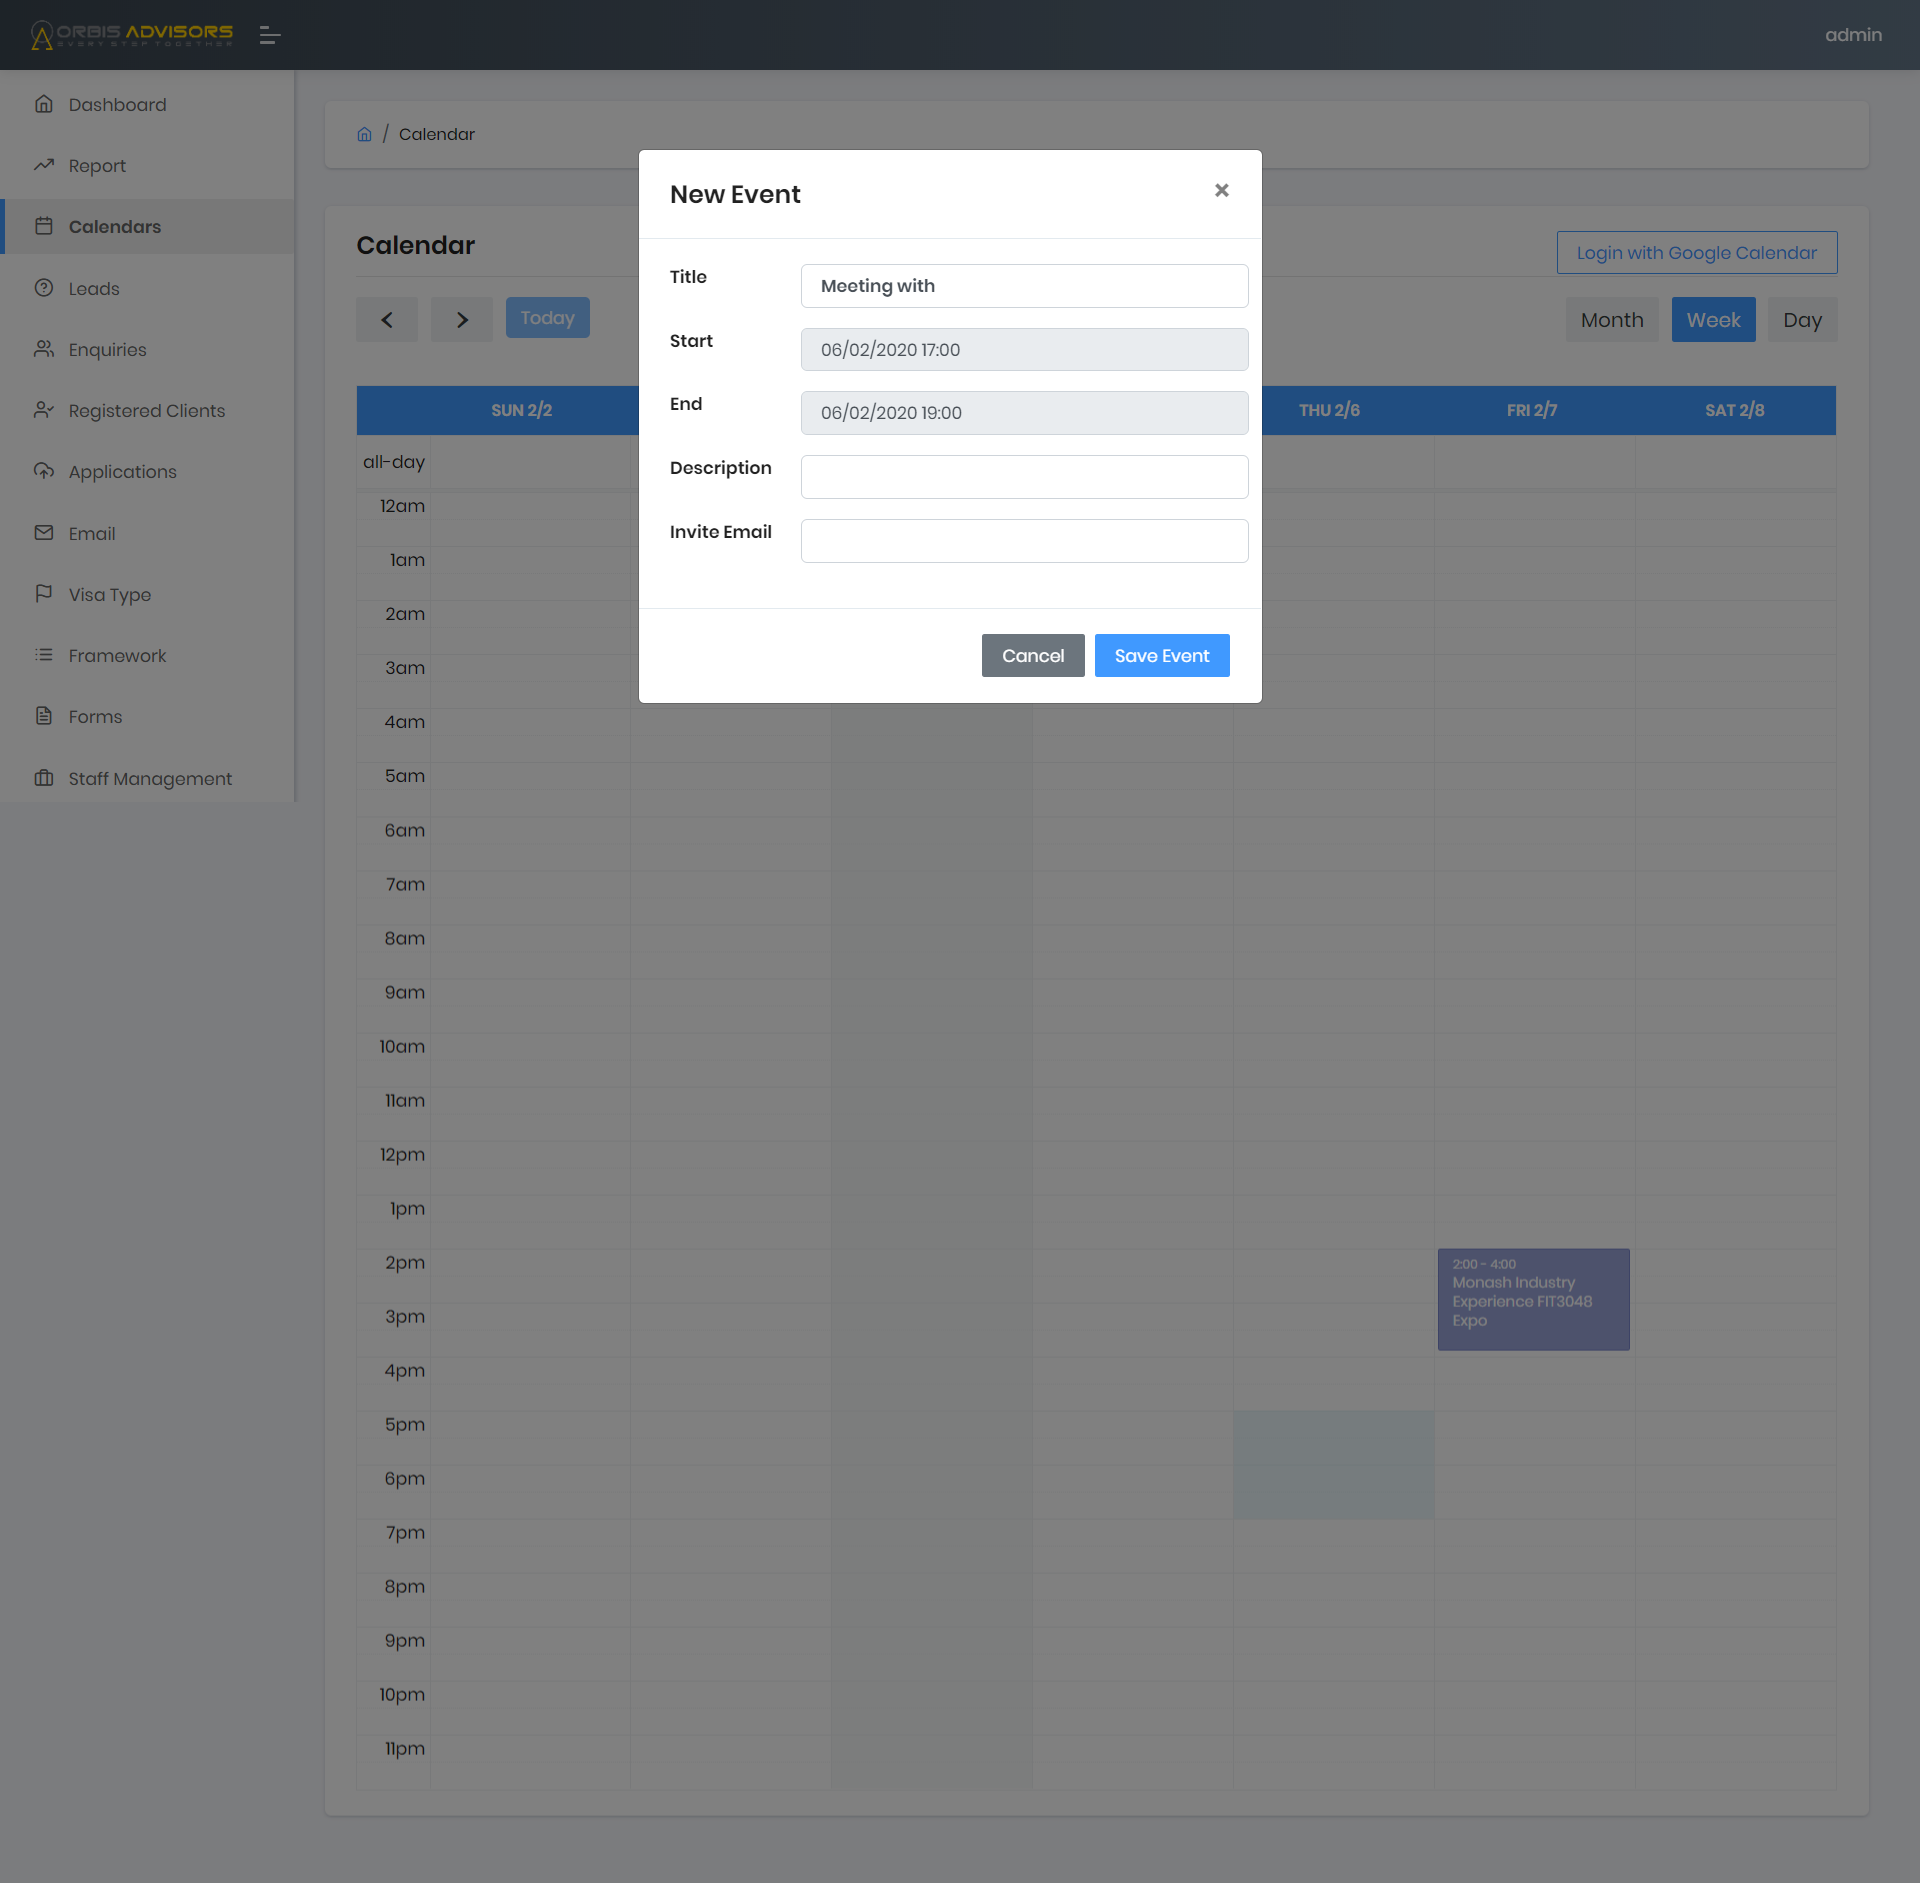 ORBIS ADVISORS
EVERY STEP TOGETHER
admin
Dashboard
Report
Calendars
Leads
Enquiries
Registered Clients
Applications
Email
Visa Type
Framework
Forms
Staff Management
/ Calendar
Calendar
Login with Google Calendar
Today
Month
Week
Day
SUN 2/2
THU 2/6
FRI 2/7
SAT 2/8
all-day
12am
1am
2am
3am
4am
5am
6am
7am
8am
9am
10am
11am
12pm
1pm
2pm
3pm
4pm
5pm
6pm
7pm
8pm
9pm
10pm
11pm
2:00 - 4:00
Monash Industry
Experience FIT3048
Expo
New Event
×
Title
Meeting with
Start
06/02/2020 17:00
End
06/02/2020 19:00
Description
Invite Email
Cancel
Save Event